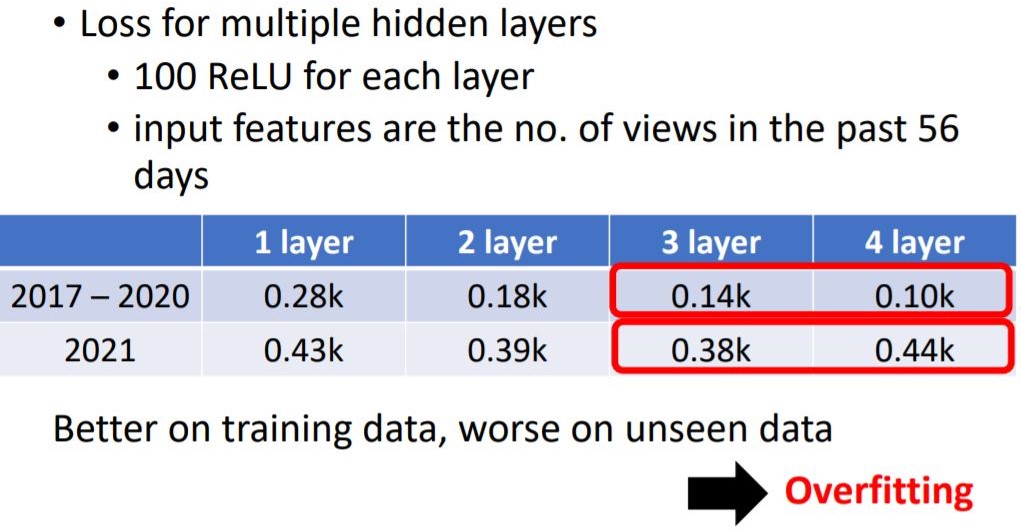 • Loss for multiple hidden layers
• 100 ReLU for each layer
• input features are the no. of views in the past 56
days
1 layer 2 layer 3 layer 4 layer
2017 – 2020 0.28k 0.18k 0.14k 0.10k
2021 0.43k 0.39k 0.38k 0.44k
Better on training data, worse on unseen data
Overfitting